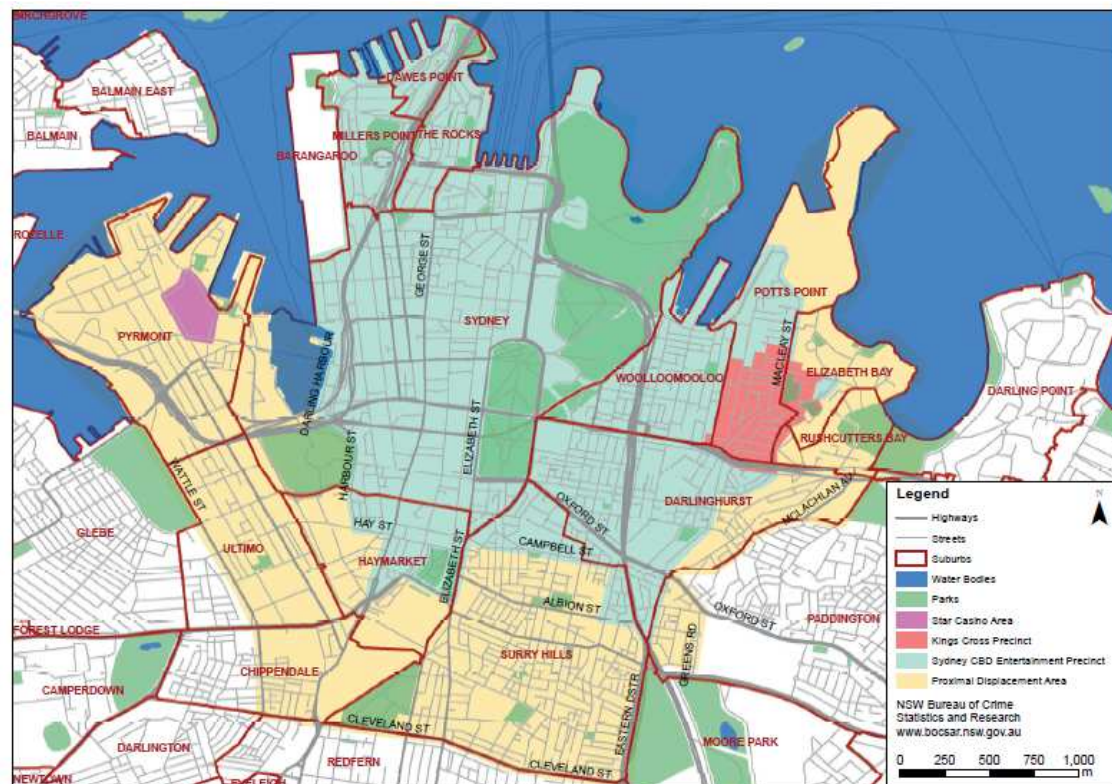 BIRCHGROVE
BALMAIN EAST
BALMAIN
DAWES POINT
MILLERS POINT
THE ROCKS
BARANGAROO
ROZELLE
GEORGE ST
POTTS POINT
SYDNEY
PYRMONT
DARLING HARBOUR
MACLEAY ST
WOOLLOOMOOLOO
ELIZABETH BAY
DARLING POINT
ELIZABETH ST
RUSHCUTTERS BAY
HARBOUR ST
WATTLE ST
DARLINGHURST
MCLACHLAN AV
OXFORD ST
HAY ST
CAMPBELL ST
GLEBE
ULTIMO
HAYMARKET
ELIZABETH ST
ALBION ST
OXFORD ST
PADDINGTON
FOREST LODGE
SURRY HILLS
GREENS RD
CHIPPENDALE
CAMPERDOWN
CLEVELAND ST
EASTERN DSTR
MOORE PARK
DARLINGTON
REDFERN
CLEVELAND ST
NEWTOWN
EVELEIGH
Legend
N
Highways
Streets
Suburbs
Water Bodies
Parks
Star Casino Area
Kings Cross Precinct
Sydney CBD Entertainment Precinct
Proximal Displacement Area
NSW Bureau of Crime
Statistics and Research
www.bocsar.nsw.gov.au
0 250 500 750 1,000
m